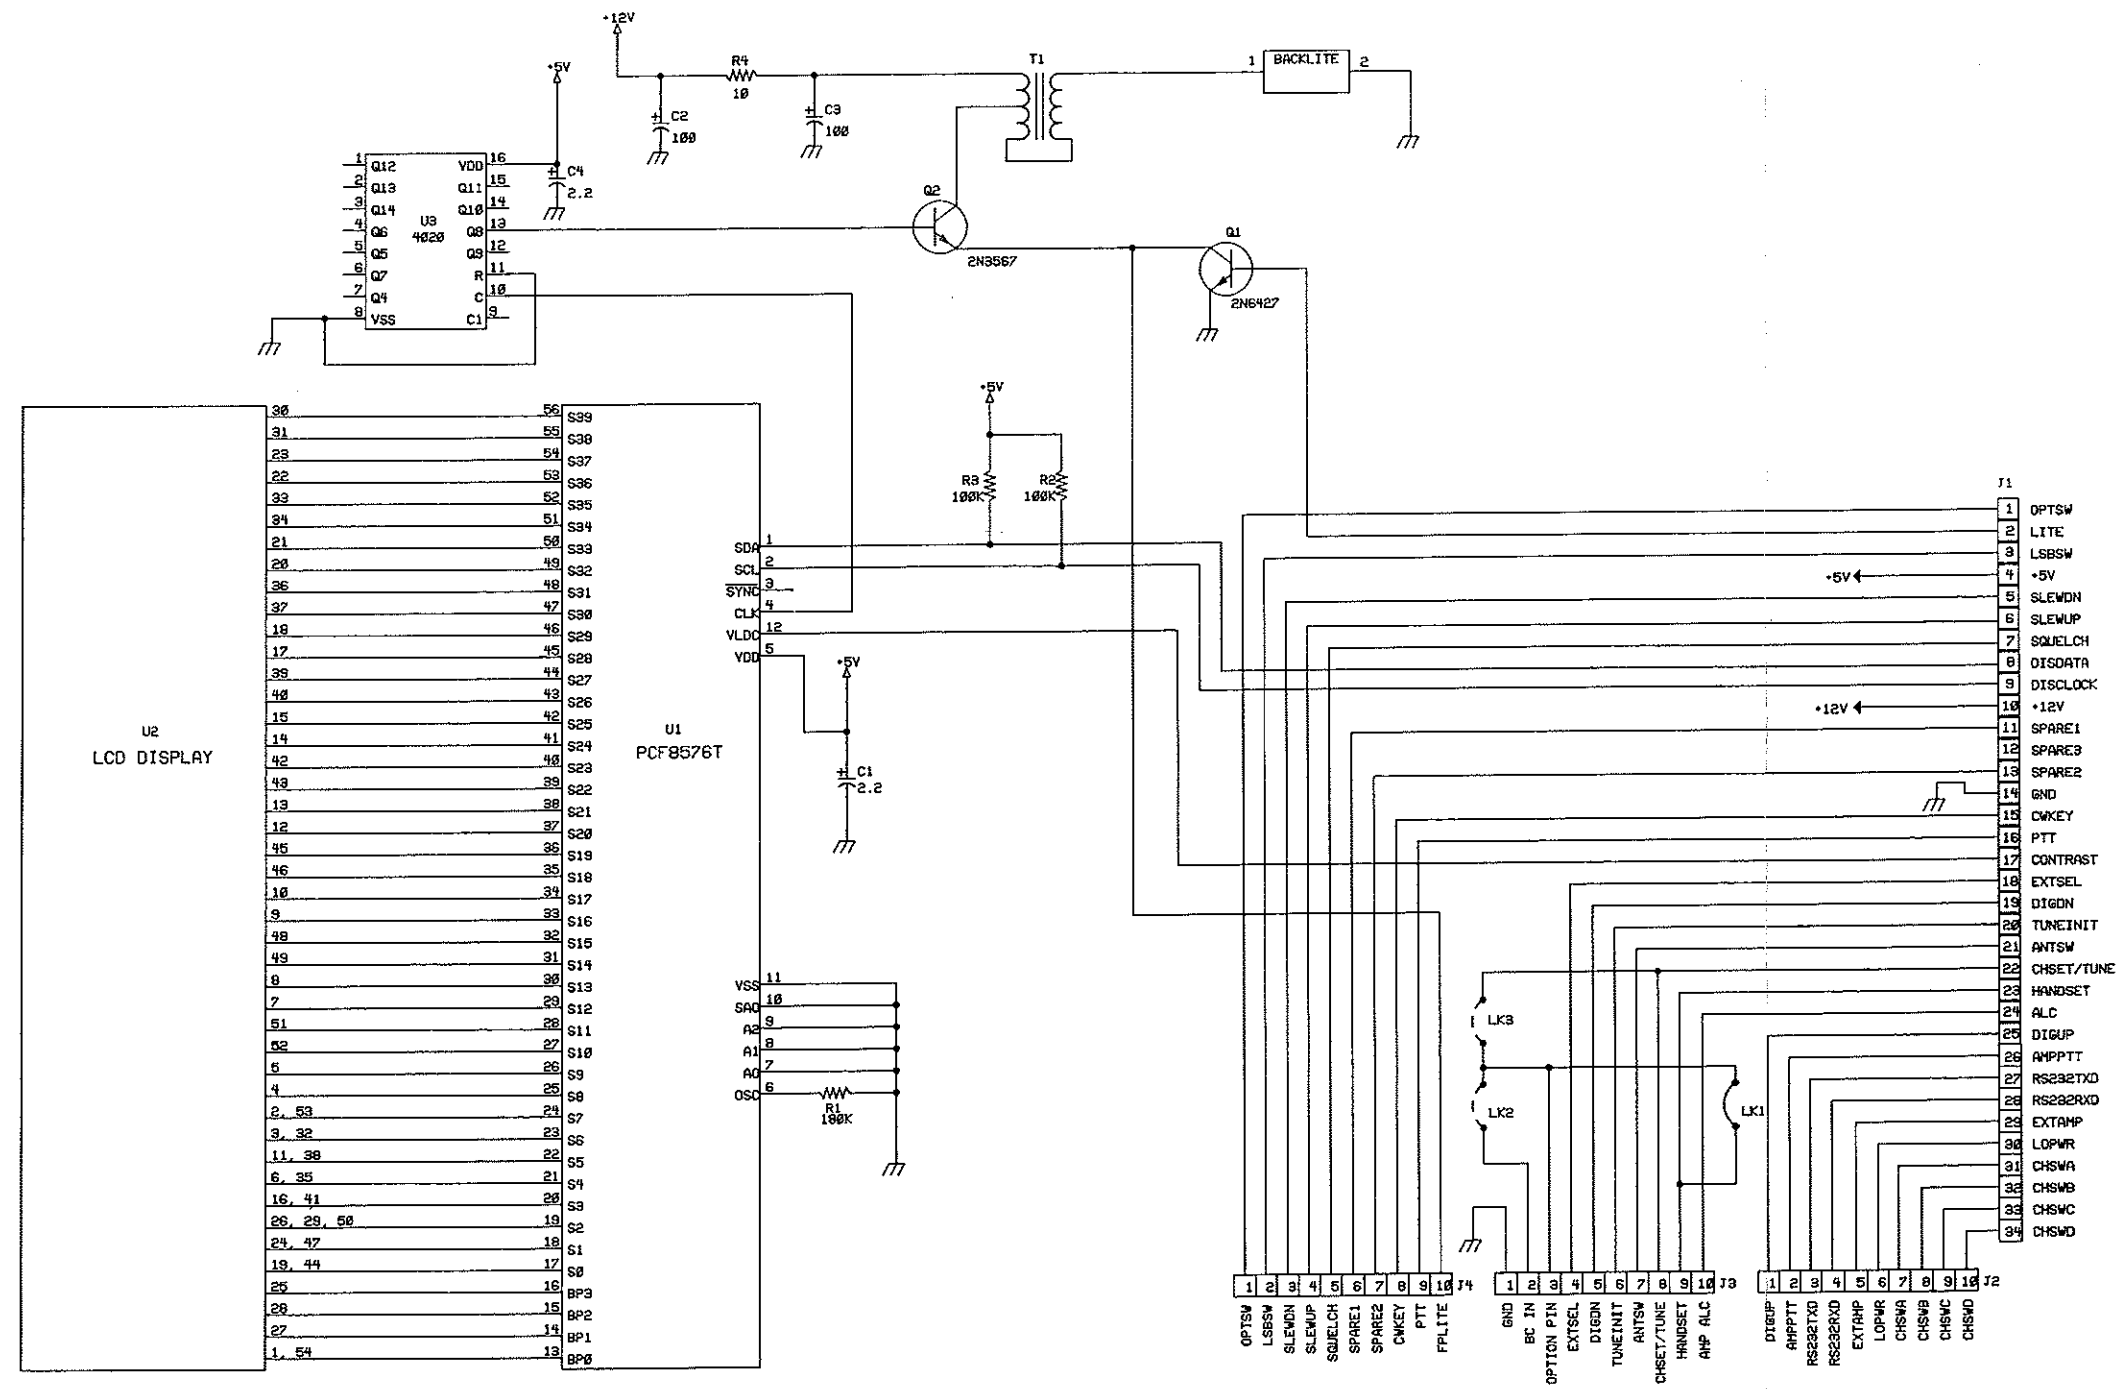 +12V
R4
10
C2
100
C3
100
T1
1 BACKLITE 2
+5V
C4
2.2
1 Q12 VDD 16
2 Q13 Q11 15
3 Q14 Q10 14
4 Q6 Q8 13
5 Q5 Q9 12
6 Q7 R 11
7 Q4 C 10
8 VSS C1 9
U3
4020
Q2
2N3567
Q1
2N6427
+5V
R3
100K
R2
100K
U2
LCD DISPLAY
U1
PCF8576T
30 56 S39
31 55 S38
23 54 S37
22 53 S36
33 52 S35
34 51 S34
21 50 S33
20 49 S32
36 48 S31
37 47 S30
18 46 S29
17 45 S28
39 44 S27
40 43 S26
15 42 S25
14 41 S24
42 40 S23
43 39 S22
13 38 S21
12 37 S20
45 36 S19
46 35 S18
10 34 S17
9 33 S16
48 32 S15
49 31 S14
8 30 S13
7 29 S12
51 28 S11
52 27 S10
5 26 S9
4 25 S8
2, 53 24 S7
3, 32 23 S6
11, 38 22 S5
6, 35 21 S4
16, 41 20 S3
26, 29, 50 19 S2
24, 47 18 S1
19, 44 17 S0
25 16 BP3
28 15 BP2
27 14 BP1
1, 54 13 BP0
SDA 1
SCL 2
SYNC 3
CLK 4
VLDC 12
VDD 5
+5V
C1
2.2
VSS 11
SA0 10
A2 9
A1 8
A0 7
OSC 6
R1
180K
J1
1 OPTSW
2 LITE
3 LSBSW
+5V 4 +5V
5 SLEWDN
6 SLEWUP
7 SQUELCH
8 DISDATA
9 DISCLOCK
+12V 10 +12V
11 SPARE1
12 SPARE3
13 SPARE2
14 GND
15 CWKEY
16 PTT
17 CONTRAST
18 EXTSEL
19 DIGDN
20 TUNEINIT
21 ANTSW
22 CHSET/TUNE
23 HANDSET
24 ALC
25 DIGUP
26 AMPPTT
27 RS232TXD
28 RS232RXD
29 EXTAMP
30 LOPWR
31 CHSWA
32 CHSWB
33 CHSWC
34 CHSWD
LK3
LK2
LK1
1 2 3 4 5 6 7 8 9 10 J4
OPTSW
LSBSW
SLEWDN
SLEWUP
SQUELCH
SPARE1
SPARE2
CWKEY
PTT
FPLITE
1 2 3 4 5 6 7 8 9 10 J3
GND
BC IN
OPTION PIN
EXTSEL
DIGDN
TUNEINIT
ANTSW
CHSET/TUNE
HANDSET
AMP ALC
1 2 3 4 5 6 7 8 9 10 J2
DIGUP
AMPPTT
RS232TXD
RS232RXD
EXTAMP
LOPWR
CHSWA
CHSWB
CHSWC
CHSWD